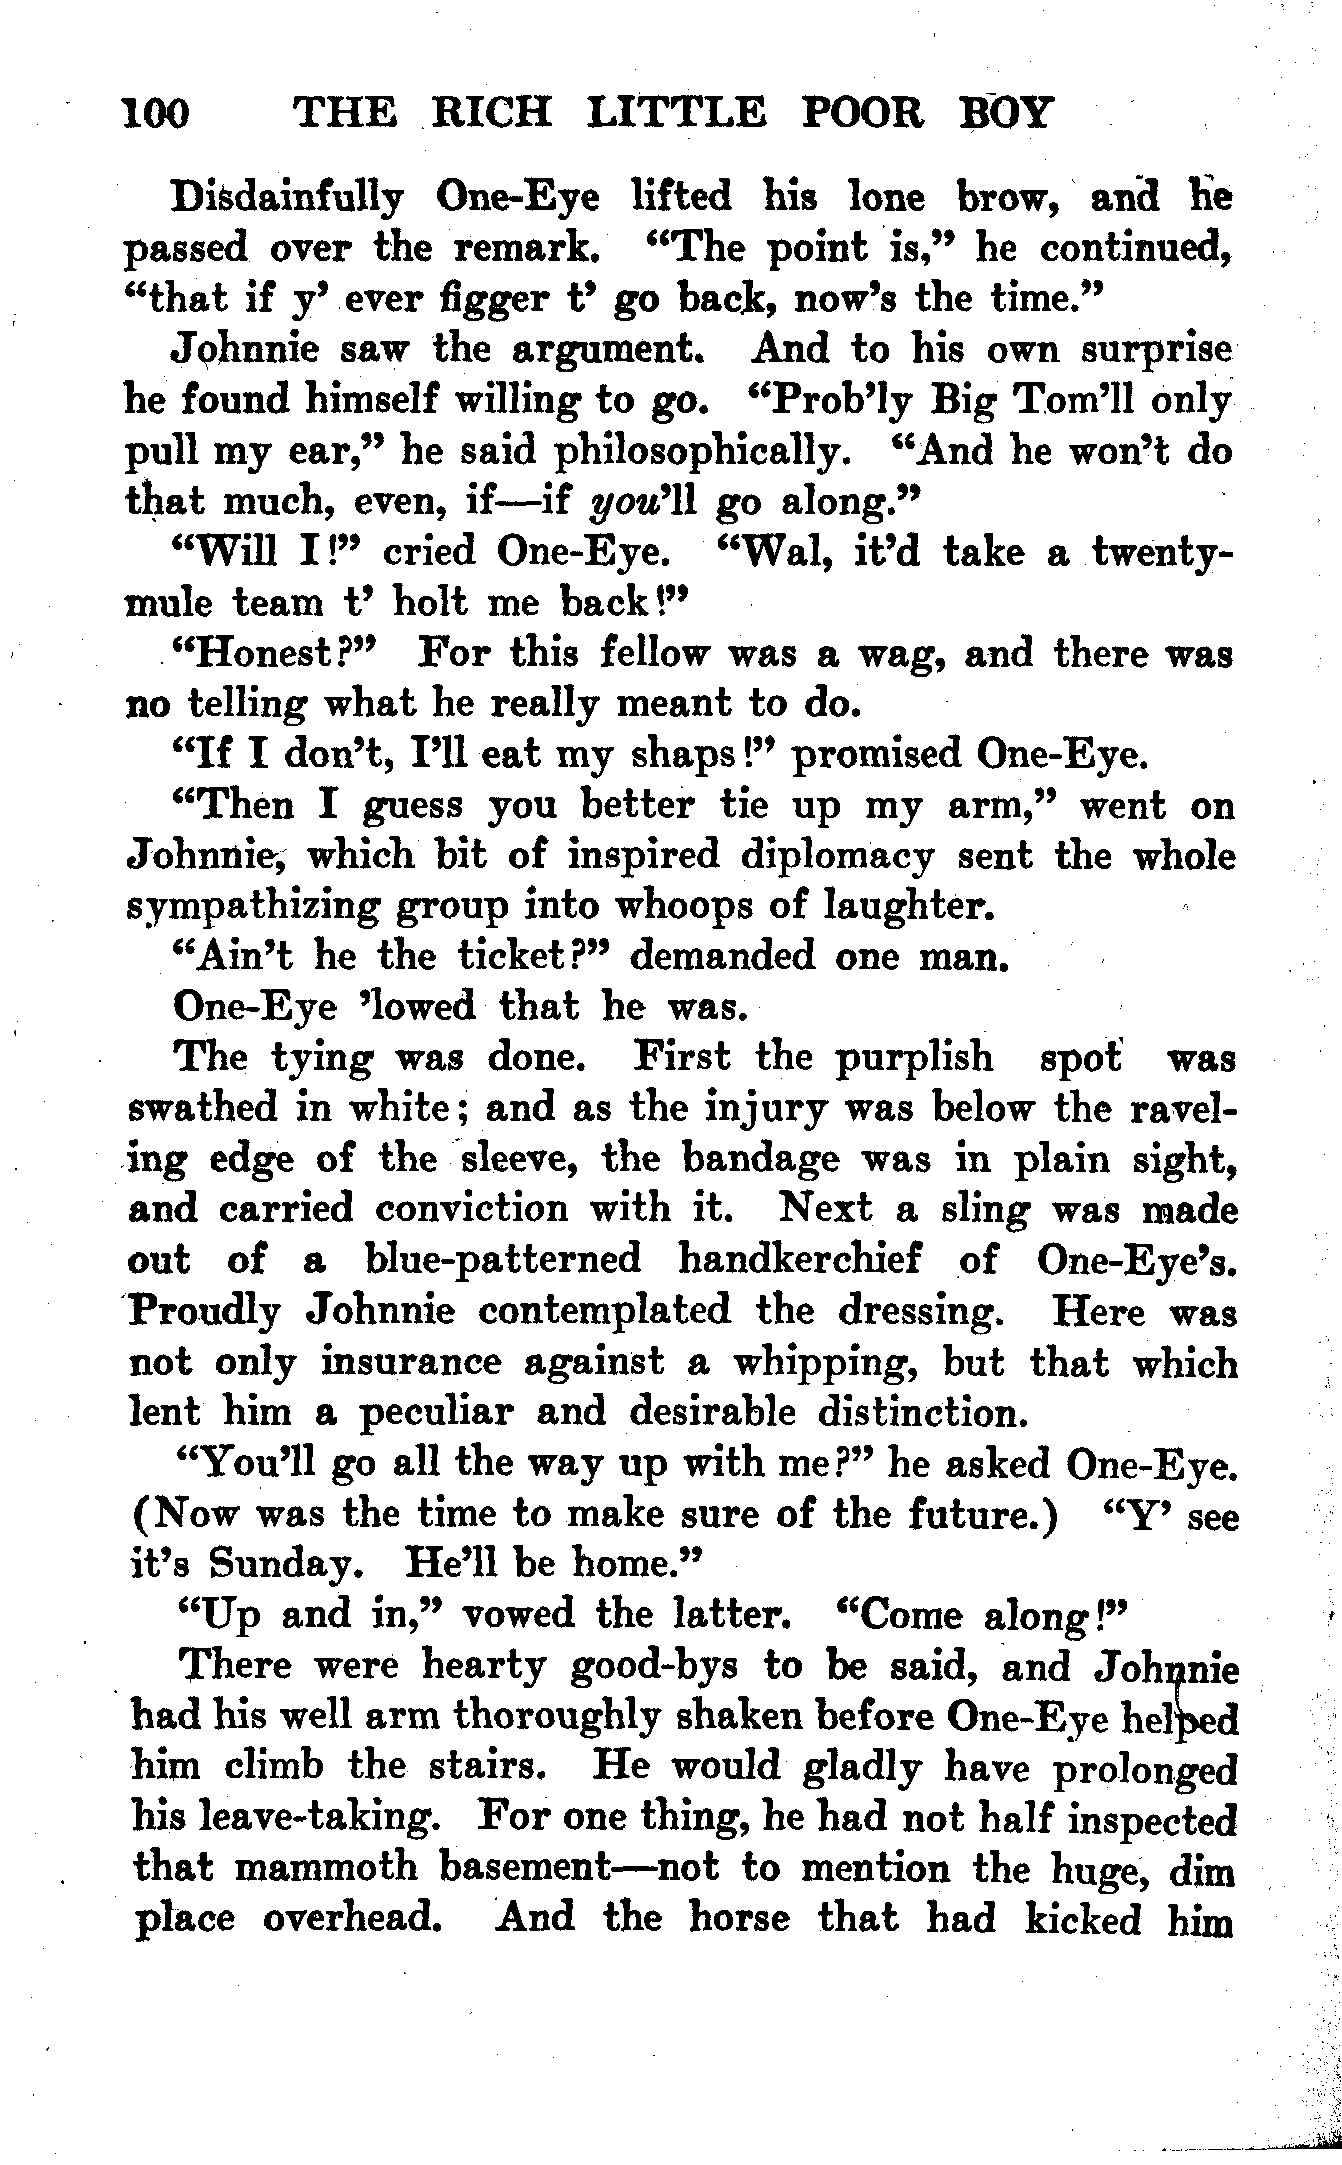 100 THE RICH LITTLE POOR BOY
Disdainfully One-Eye lifted his lone brow, and he
passed over the remark. “The point is,” he continued,
“that if y’ ever figger t’ go back, now’s the time.”
Johnnie saw the argument. And to his own surprise
he found himself willing to go. “Prob’ly Big Tom’ll only
pull my ear,” he said philosophically. “And he won’t do
that much, even, if—if you’ll go along.”
“Will I!” cried One-Eye. “Wal, it’d take a twenty-
mule team t’ holt me back!”
“Honest?” For this fellow was a wag, and there was
no telling what he really meant to do.
“If I don’t, I’ll eat my shaps!” promised One-Eye.
“Then I guess you better tie up my arm,” went on
Johnnie, which bit of inspired diplomacy sent the whole
sympathizing group into whoops of laughter.
“Ain’t he the ticket?” demanded one man.
One-Eye ’lowed that he was.
The tying was done. First the purplish spot was
swathed in white; and as the injury was below the ravel-
ing edge of the sleeve, the bandage was in plain sight,
and carried conviction with it. Next a sling was made
out of a blue-patterned handkerchief of One-Eye’s.
Proudly Johnnie contemplated the dressing. Here was
not only insurance against a whipping, but that which
lent him a peculiar and desirable distinction.
“You’ll go all the way up with me?” he asked One-Eye.
(Now was the time to make sure of the future.) “Y’ see
it’s Sunday. He’ll be home.”
“Up and in,” vowed the latter. “Come along!”
There were hearty good-bys to be said, and Johnnie
had his well arm thoroughly shaken before One-Eye helped
him climb the stairs. He would gladly have prolonged
his leave-taking. For one thing, he had not half inspected
that mammoth basement—not to mention the huge, dim
place overhead. And the horse that had kicked him